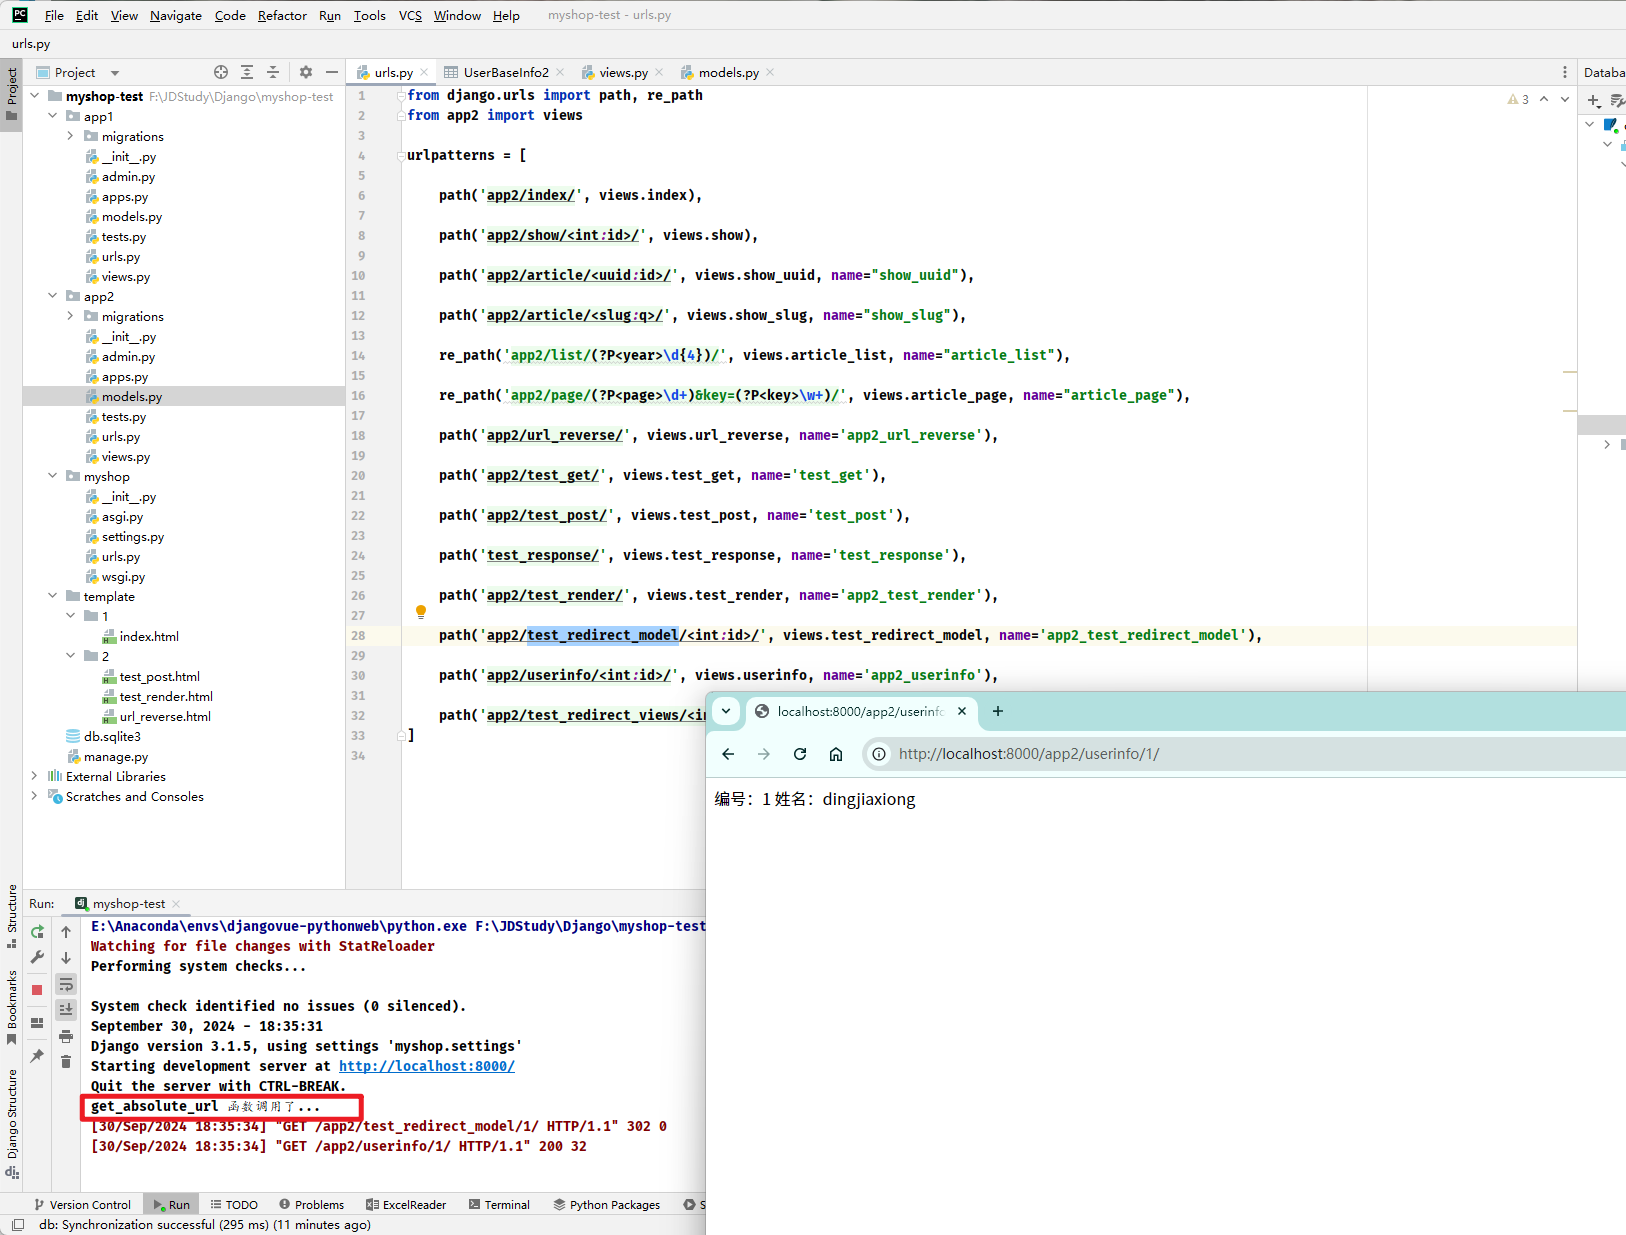 File Edit View Navigate Code Refactor Run Tools VCS Window Help myshop-test - urls.py
urls.py
Project
urls.py UserBaseInfo2 views.py models.py
Databa
myshop-test F:\JDStudy\Django\myshop-test
app1
migrations
__init__.py
admin.py
apps.py
models.py
tests.py
urls.py
views.py
app2
migrations
__init__.py
admin.py
apps.py
models.py
tests.py
urls.py
views.py
myshop
__init__.py
asgi.py
settings.py
urls.py
wsgi.py
template
1
index.html
2
test_post.html
test_render.html
url_reverse.html
db.sqlite3
manage.py
External Libraries
Scratches and Consoles
Project
Structure
Bookmarks
Django Structure
3
1 from django.urls import path, re_path
2 from app2 import views
3
4 urlpatterns = [
5
6 path('app2/index/', views.index),
7
8 path('app2/show/<int:id>/', views.show),
9
10 path('app2/article/<uuid:id>/', views.show_uuid, name="show_uuid"),
11
12 path('app2/article/<slug:q>/', views.show_slug, name="show_slug"),
13
14 re_path('app2/list/(?P<year>\d{4})/', views.article_list, name="article_list"),
15
16 re_path('app2/page/(?P<page>\d+)&key=(?P<key>\w+)/', views.article_page, name="article_page"),
17
18 path('app2/url_reverse/', views.url_reverse, name='app2_url_reverse'),
19
20 path('app2/test_get/', views.test_get, name='test_get'),
21
22 path('app2/test_post/', views.test_post, name='test_post'),
23
24 path('test_response/', views.test_response, name='test_response'),
25
26 path('app2/test_render/', views.test_render, name='app2_test_render'),
27
28 path('app2/test_redirect_model/<int:id>/', views.test_redirect_model, name='app2_test_redirect_model'),
29
30 path('app2/userinfo/<int:id>/', views.userinfo, name='app2_userinfo'),
31
32 path('app2/test_redirect_views/<in
33 ]
34
localhost:8000/app2/userinfo
http://localhost:8000/app2/userinfo/1/
编号：1 姓名：dingjiaxiong
Run: myshop-test
E:\Anaconda\envs\djangovue-pythonweb\python.exe F:\JDStudy\Django\myshop-test
Watching for file changes with StatReloader
Performing system checks...
System check identified no issues (0 silenced).
September 30, 2024 - 18:35:31
Django version 3.1.5, using settings 'myshop.settings'
Starting development server at http://localhost:8000/
Quit the server with CTRL-BREAK.
get_absolute_url 函数调用了...
[30/Sep/2024 18:35:34] "GET /app2/test_redirect_model/1/ HTTP/1.1" 302 0
[30/Sep/2024 18:35:34] "GET /app2/userinfo/1/ HTTP/1.1" 200 32
Version Control Run TODO Problems ExcelReader Terminal Python Packages S
db: Synchronization successful (295 ms) (11 minutes ago)